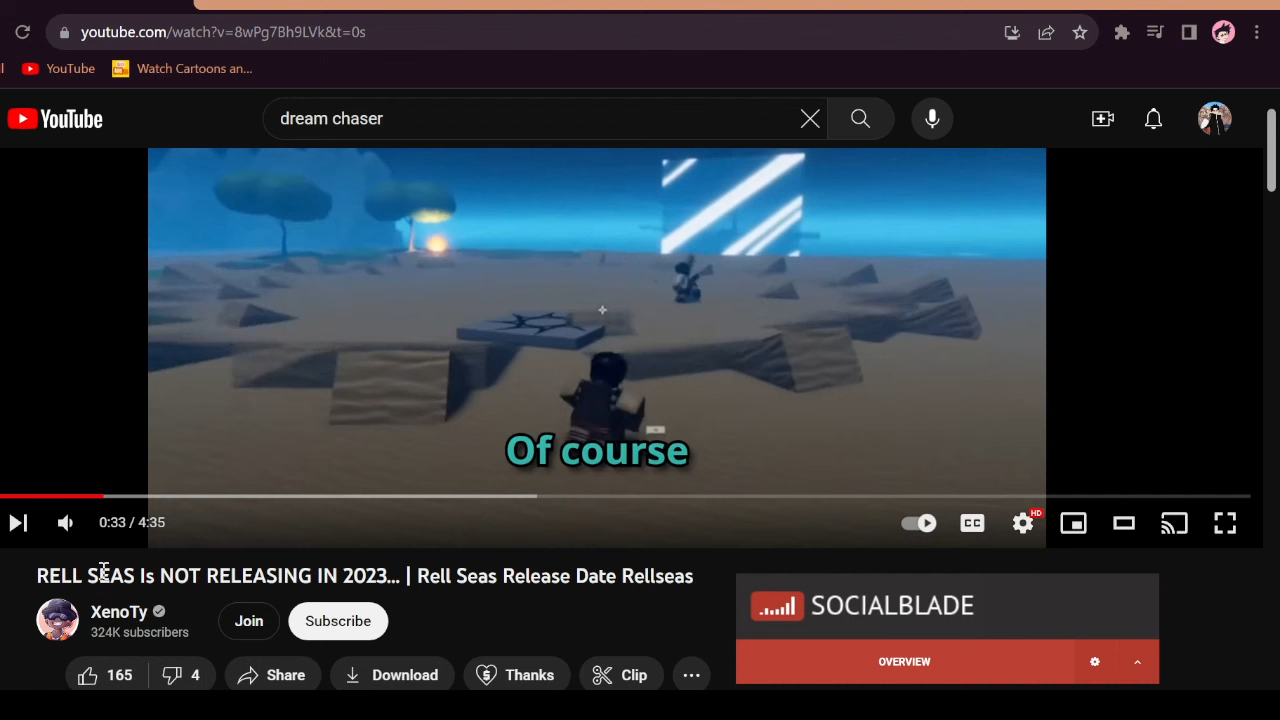 youtube.com/watch?v=8wPg7Bh9LVk&t=0s
l YouTube Watch Cartoons an...
YouTube dream chaser
Of course
0:33 / 4:35 CC HD
RELL SEAS Is NOT RELEASING IN 2023... | Rell Seas Release Date Rellseas
XenoTy
324K subscribers
Join Subscribe
165 4 Share Download Thanks Clip ...
SOCIALBLADE
OVERVIEW